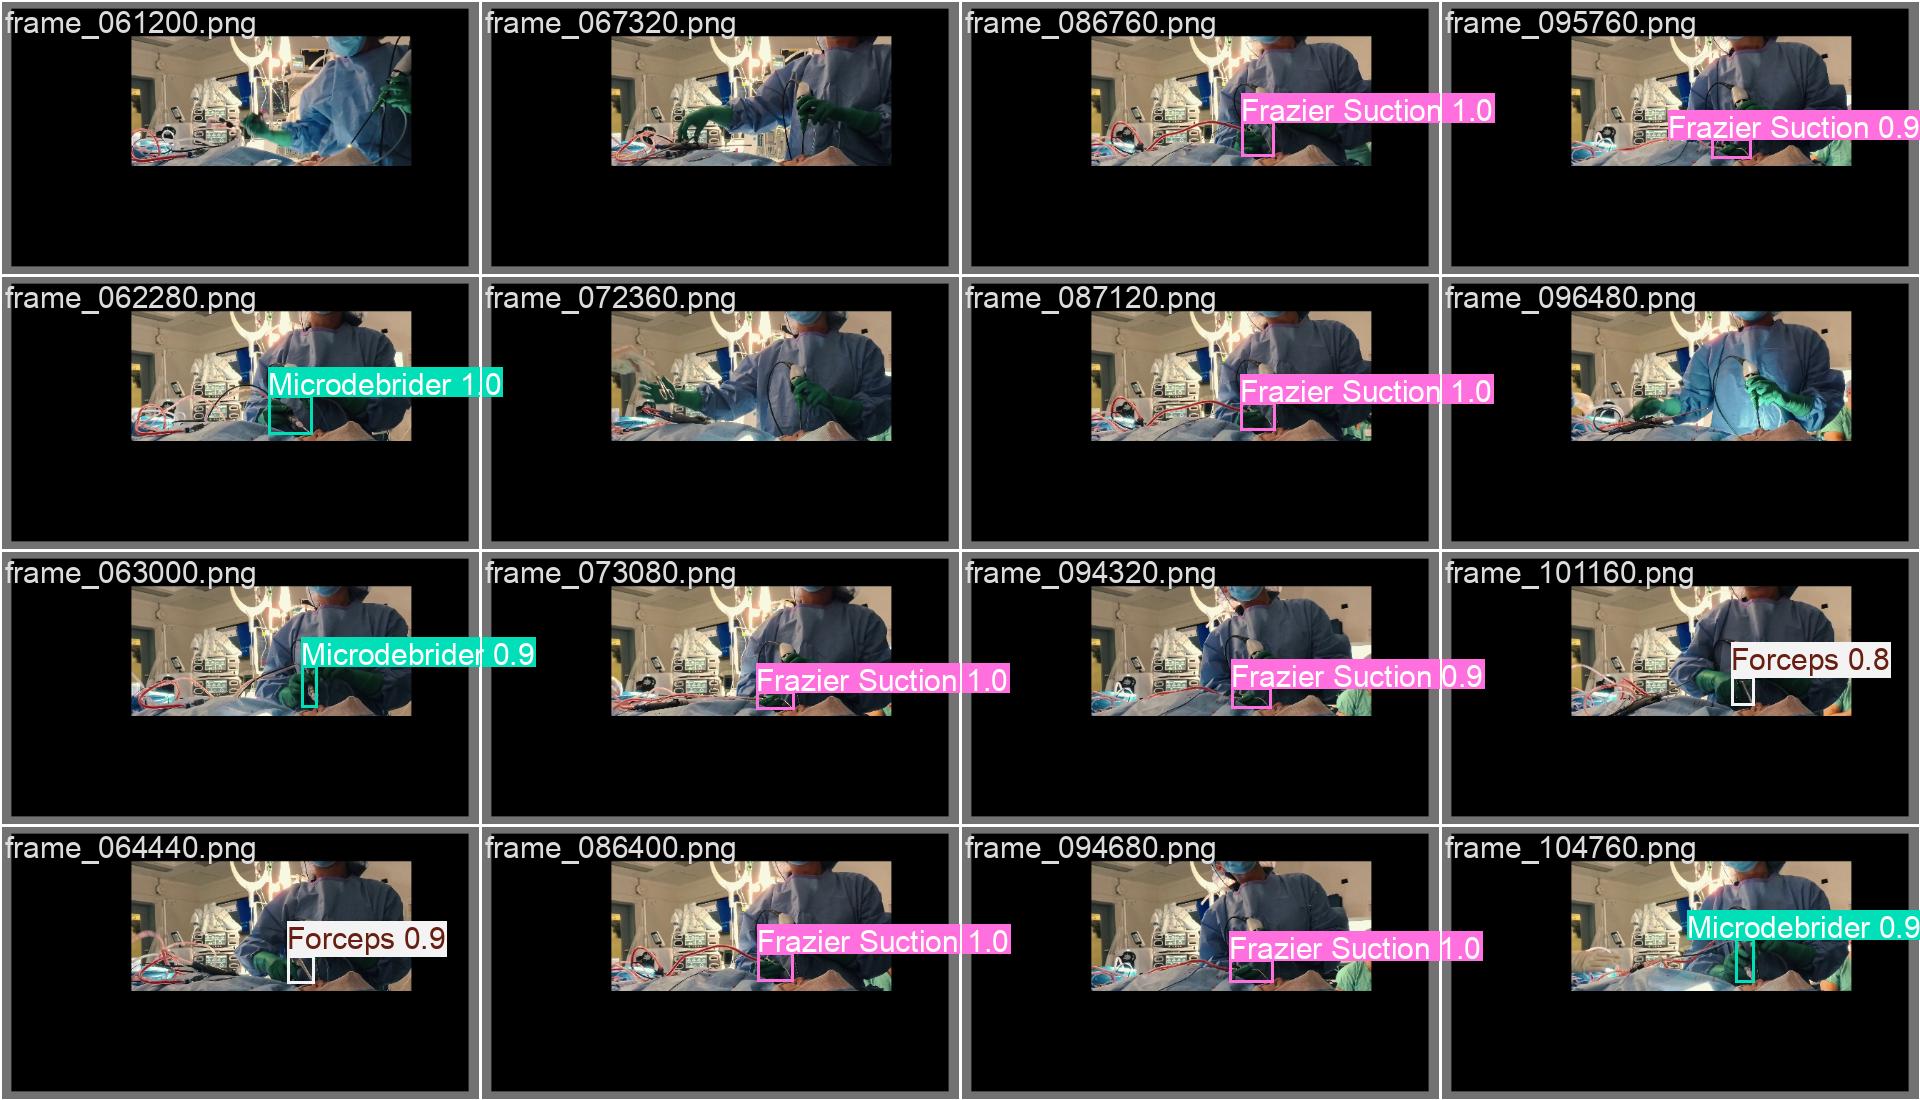 frame_061200.png
frame_067320.png
frame_086760.png
Frazier Suction 1.0
frame_095760.png
Frazier Suction 0.9
frame_062280.png
Microdebrider 1.0
frame_072360.png
frame_087120.png
Frazier Suction 1.0
frame_096480.png
frame_063000.png
Microdebrider 0.9
frame_073080.png
Frazier Suction 1.0
frame_094320.png
Frazier Suction 0.9
frame_101160.png
Forceps 0.8
frame_064440.png
Forceps 0.9
frame_086400.png
Frazier Suction 1.0
frame_094680.png
Frazier Suction 1.0
frame_104760.png
Microdebrider 0.9